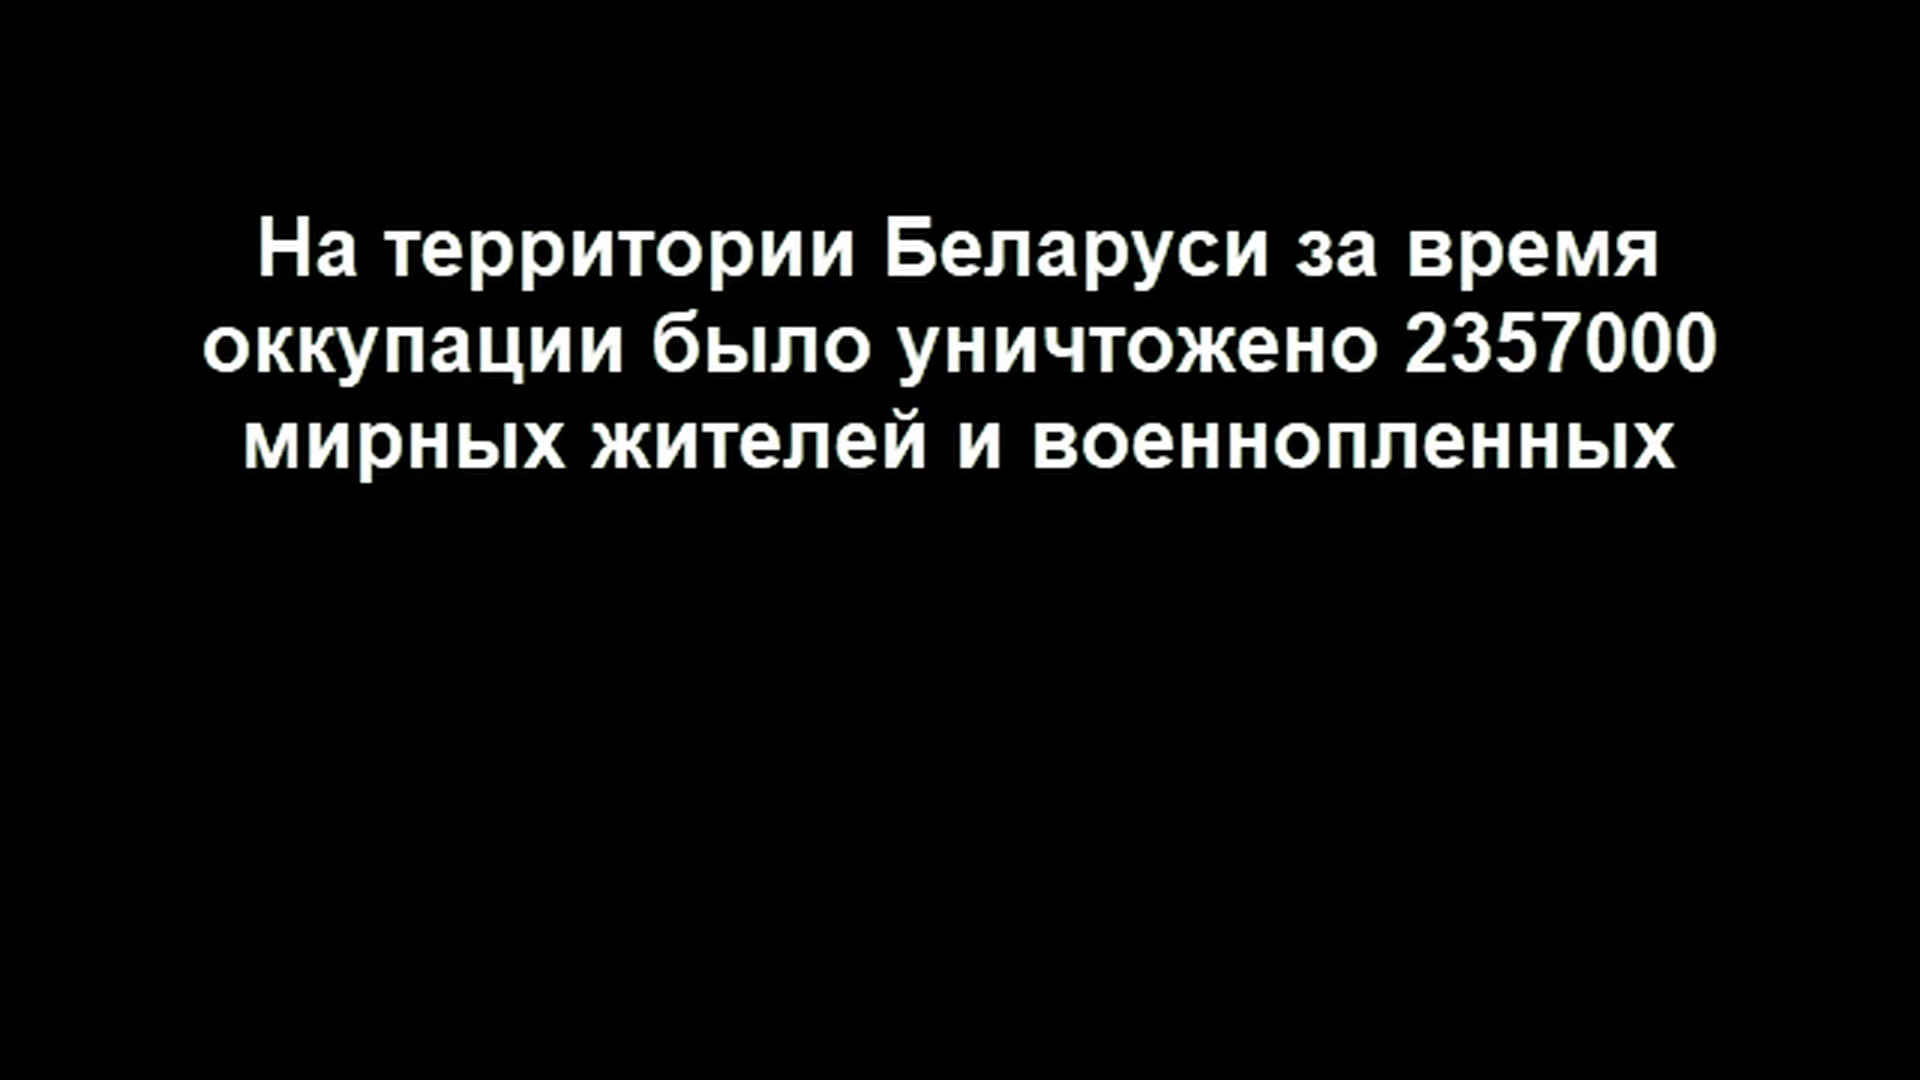 На территории Беларуси за время
оккупации было уничтожено 2357000
мирных жителей и военнопленных